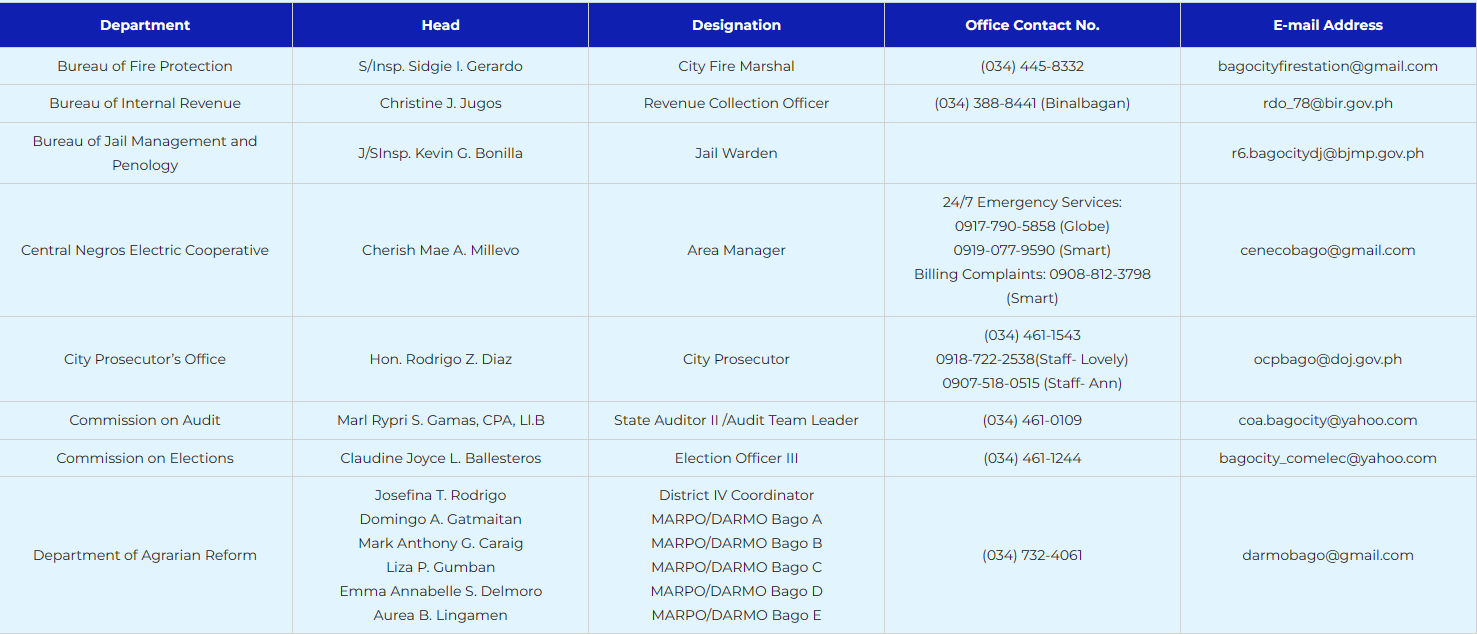 Department Head Designation Office Contact No. E-mail Address
Bureau of Fire Protection S/Insp. Sidgie I. Gerardo City Fire Marshal (034) 445-8332 bagocityfirestation@gmail.com
Bureau of Internal Revenue Christine J. Jugos Revenue Collection Officer (034) 388-8441 (Binalbagan) rdo_78@bir.gov.ph
Bureau of Jail Management and
Penology
J/SInsp. Kevin G. Bonilla Jail Warden r6.bagocitydj@bjmp.gov.ph
Central Negros Electric Cooperative Cherish Mae A. Millevo Area Manager
24/7 Emergency Services:
0917-790-5858 (Globe)
0919-077-9590 (Smart)
Billing Complaints: 0908-812-3798
(Smart)
cenecobago@gmail.com
City Prosecutor’s Office Hon. Rodrigo Z. Diaz City Prosecutor
(034) 461-1543
0918-722-2538(Staff- Lovely)
0907-518-0515 (Staff- Ann)
ocpbago@doj.gov.ph
Commission on Audit Marl Rypri S. Gamas, CPA, Ll.B State Auditor II /Audit Team Leader (034) 461-0109 coa.bagocity@yahoo.com
Commission on Elections Claudine Joyce L. Ballesteros Election Officer III (034) 461-1244 bagocity_comelec@yahoo.com
Department of Agrarian Reform
Josefina T. Rodrigo District IV Coordinator
Domingo A. Gatmaitan MARPO/DARMO Bago A
Mark Anthony G. Caraig MARPO/DARMO Bago B
Liza P. Gumban MARPO/DARMO Bago C
Emma Annabelle S. Delmoro MARPO/DARMO Bago D
Aurea B. Lingamen MARPO/DARMO Bago E
(034) 732-4061 darmobago@gmail.com